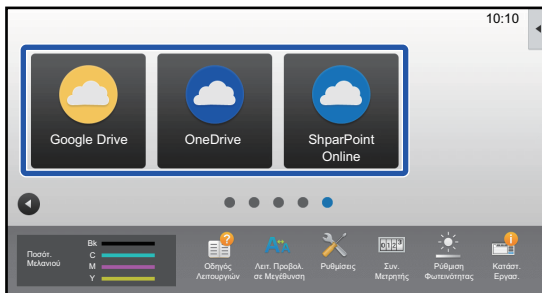 10:10
Google Drive
OneDrive
ShparPoint
Online
Ποσότ.
Μελανιού
Bk
C
M
Y
Οδηγός
Λειτουργιών
Λειτ. Προβολ.
σε Μεγέθυνση
Ρυθμίσεις
Συν.
Μετρητής
Ρύθμιση
Φωτεινότητας
Κατάστ.
Εργασ.